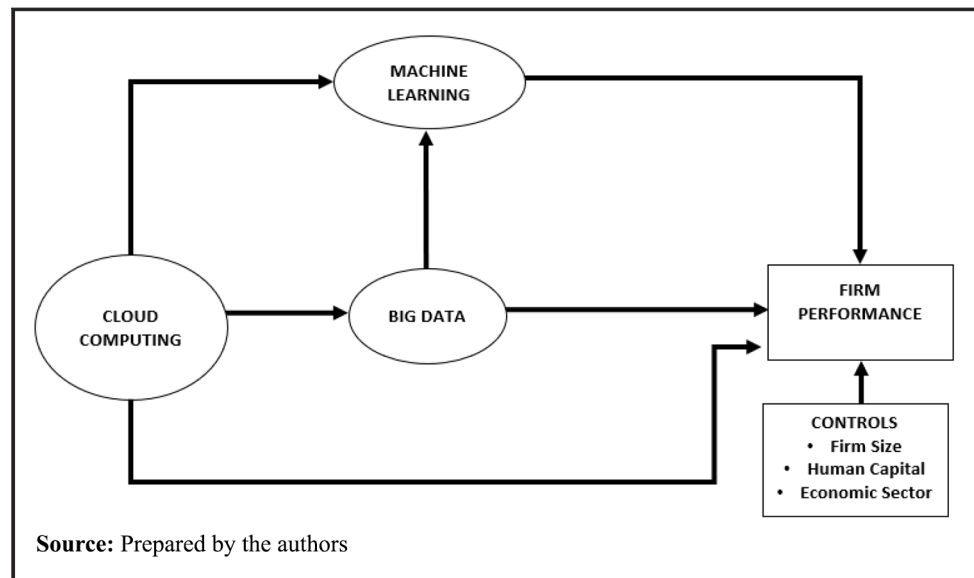 MACHINE
LEARNING
CLOUD
COMPUTING
BIG DATA
FIRM
PERFORMANCE
CONTROLS
• Firm Size
• Human Capital
• Economic Sector
Source: Prepared by the authors